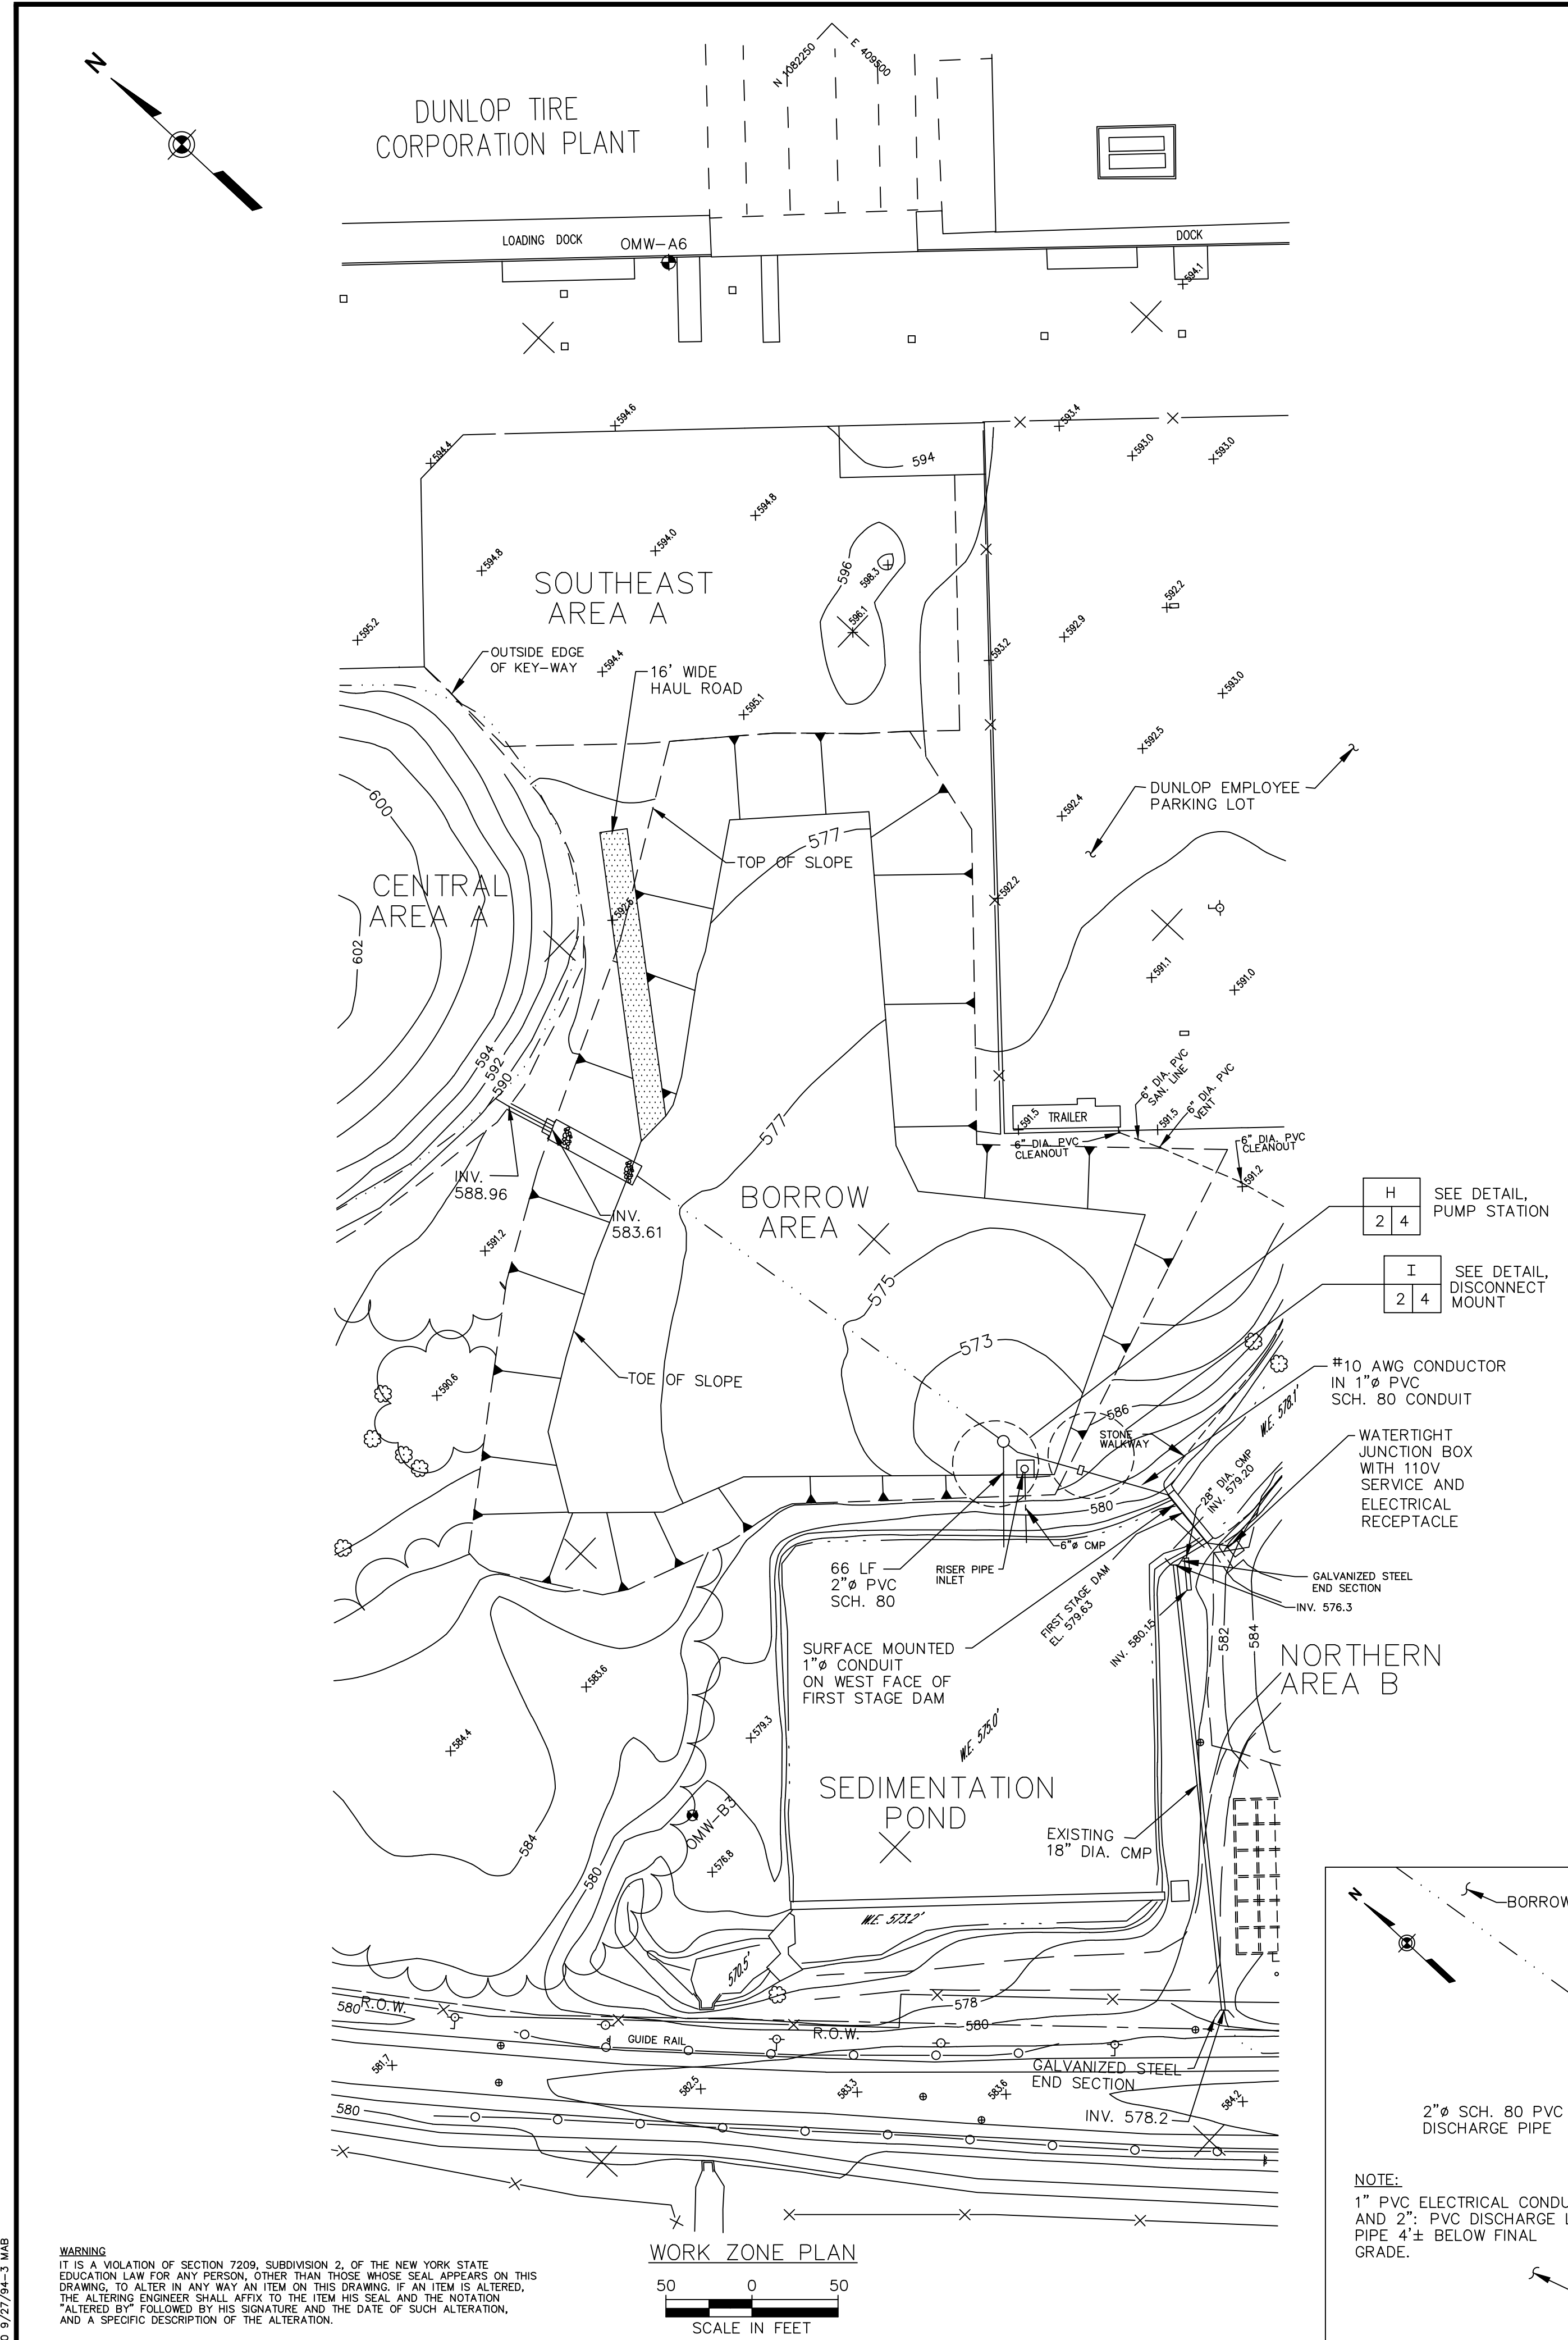 N
N 1082250
E 409500
DUNLOP TIRE
CORPORATION PLANT
LOADING DOCK
OMW-A6
DOCK
594.1
594.6
594.4
593.4
593.0
593.0
594
594.8
594.0
594.8
596
598.3
596.1
SOUTHEAST
AREA A
592.2
592.9
595.2
593.2
OUTSIDE EDGE
OF KEY-WAY
594.4
16' WIDE
HAUL ROAD
595.1
593.0
592.5
DUNLOP EMPLOYEE
PARKING LOT
592.4
600
577
TOP OF SLOPE
CENTRAL
AREA A
592.6
592.2
602
591.1
591.0
594
592
590
6" DIA. PVC
SAN. LINE
6" DIA. PVC
VENT
591.5
TRAILER
591.5
577
6" DIA. PVC
CLEANOUT
6" DIA. PVC
CLEANOUT
591.2
INV.
588.96
INV.
583.61
BORROW
AREA
H
2 4
SEE DETAIL,
PUMP STATION
591.2
575
I
2 4
SEE DETAIL,
DISCONNECT
MOUNT
573
TOE OF SLOPE
590.6
#10 AWG CONDUCTOR
IN 1"ø PVC
SCH. 80 CONDUIT
586
STONE
WALKWAY
W.E. 578.1'
WATERTIGHT
JUNCTION BOX
WITH 110V
SERVICE AND
ELECTRICAL
RECEPTACLE
28" DIA. CMP
INV. 579.20
580
6"ø CMP
66 LF
2"ø PVC
SCH. 80
RISER PIPE
INLET
GALVANIZED STEEL
END SECTION
INV. 576.3
FIRST STAGE DAM
EL. 579.63
INV. 580.15
582
584
SURFACE MOUNTED
1"ø CONDUIT
ON WEST FACE OF
FIRST STAGE DAM
NORTHERN
AREA B
583.6
584.4
579.3
W.E. 575.0'
SEDIMENTATION
POND
OMW-B3
EXISTING
18" DIA. CMP
584
580
576.8
W.E. 573.2'
570.5'
N
BORROW
580
R.O.W.
578
580
GUIDE RAIL
R.O.W.
581.7
582.5
583.3
583.6
584.2
GALVANIZED STEEL
END SECTION
INV. 578.2
580
2"ø SCH. 80 PVC
DISCHARGE PIPE
NOTE:
1" PVC ELECTRICAL CONDU
AND 2": PVC DISCHARGE L
PIPE 4'± BELOW FINAL
GRADE.
WORK ZONE PLAN
50 0 50
SCALE IN FEET
WARNING
IT IS A VIOLATION OF SECTION 7209, SUBDIVISION 2, OF THE NEW YORK STATE
EDUCATION LAW FOR ANY PERSON, OTHER THAN THOSE WHOSE SEAL APPEARS ON THIS
DRAWING, TO ALTER IN ANY WAY AN ITEM ON THIS DRAWING. IF AN ITEM IS ALTERED,
THE ALTERING ENGINEER SHALL AFFIX TO THE ITEM HIS SEAL AND THE NOTATION
"ALTERED BY" FOLLOWED BY HIS SIGNATURE AND THE DATE OF SUCH ALTERATION,
AND A SPECIFIC DESCRIPTION OF THE ALTERATION.
9/27/94-3 MAB